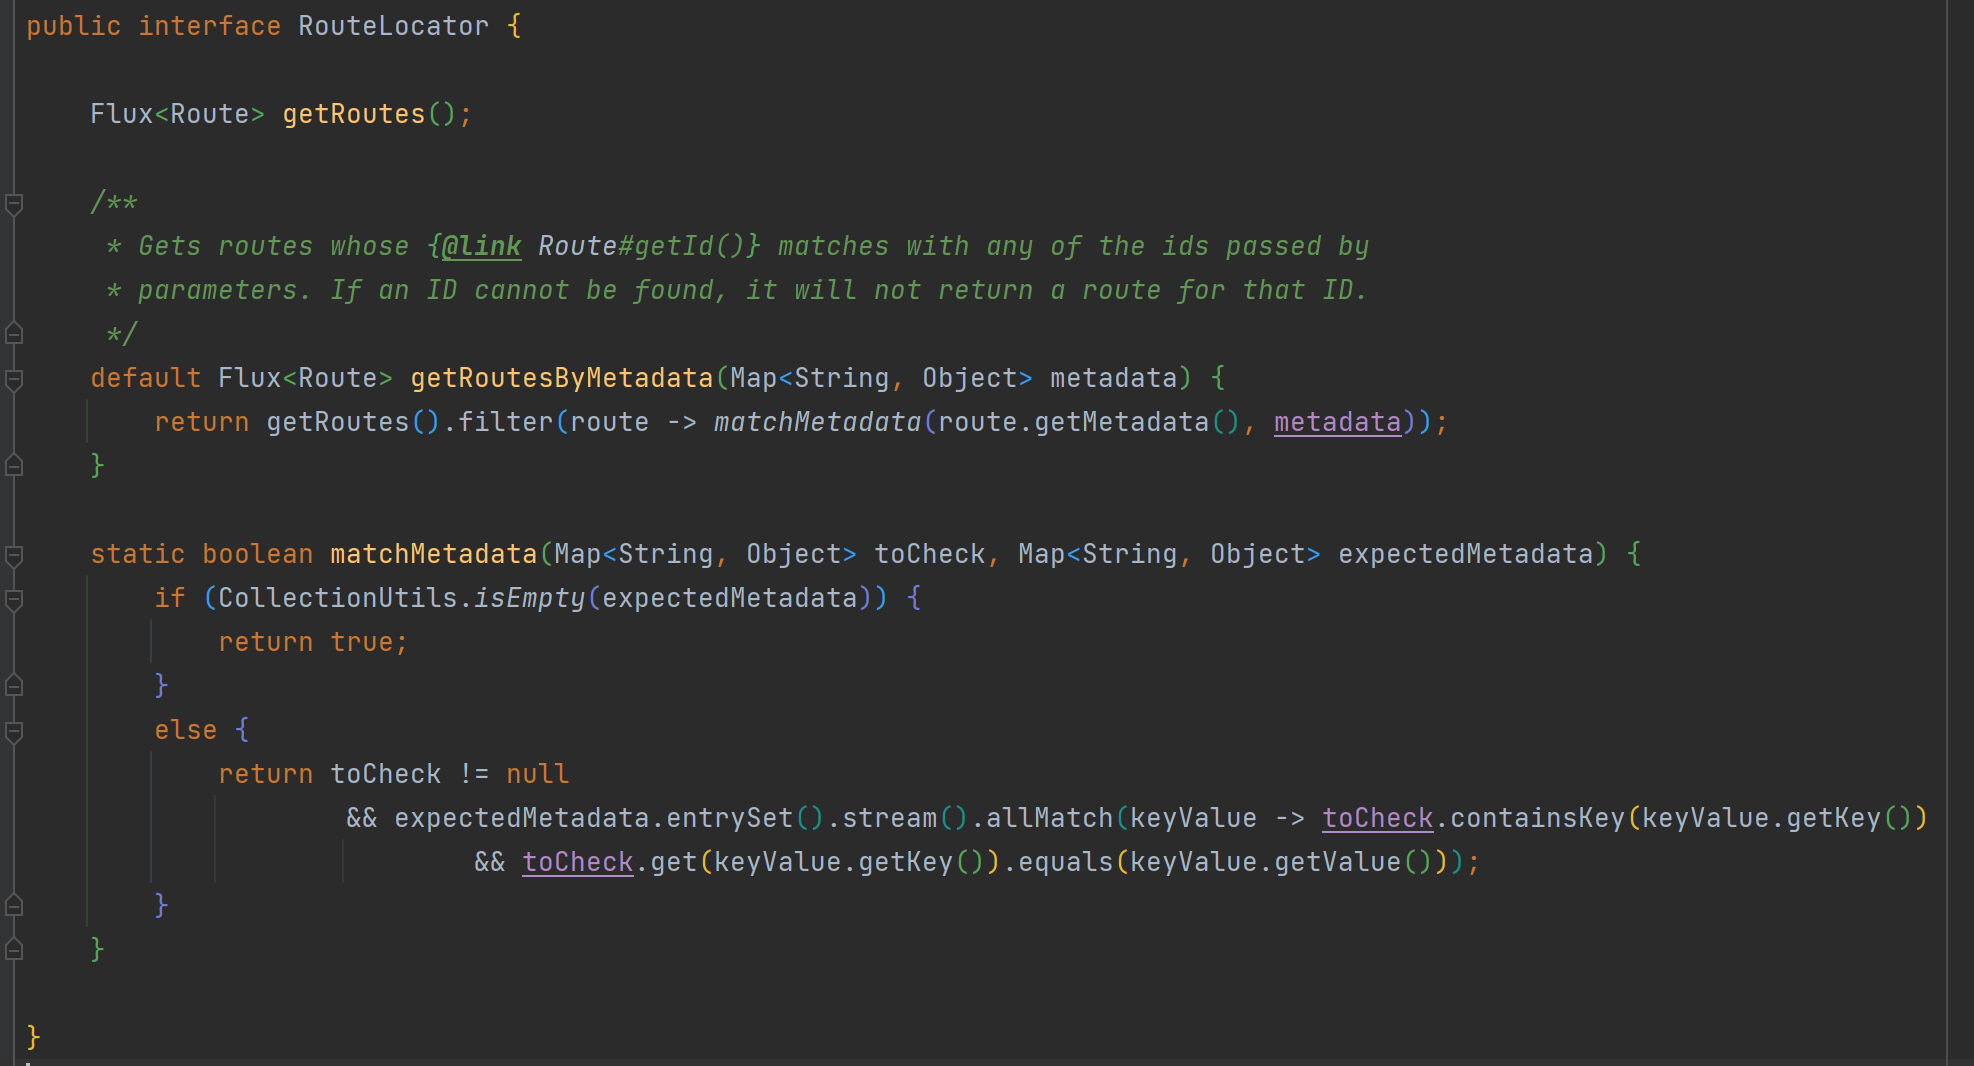 public interface RouteLocator {
Flux<Route> getRoutes();
/**
* Gets routes whose {@link Route#getId()} matches with any of the ids passed by
* parameters. If an ID cannot be found, it will not return a route for that ID.
*/
default Flux<Route> getRoutesByMetadata(Map<String, Object> metadata) {
return getRoutes().filter(route -> matchMetadata(route.getMetadata(), metadata));
}
static boolean matchMetadata(Map<String, Object> toCheck, Map<String, Object> expectedMetadata) {
if (CollectionUtils.isEmpty(expectedMetadata)) {
return true;
}
else {
return toCheck != null
&& expectedMetadata.entrySet().stream().allMatch(keyValue -> toCheck.containsKey(keyValue.getKey())
&& toCheck.get(keyValue.getKey()).equals(keyValue.getValue()));
}
}
}